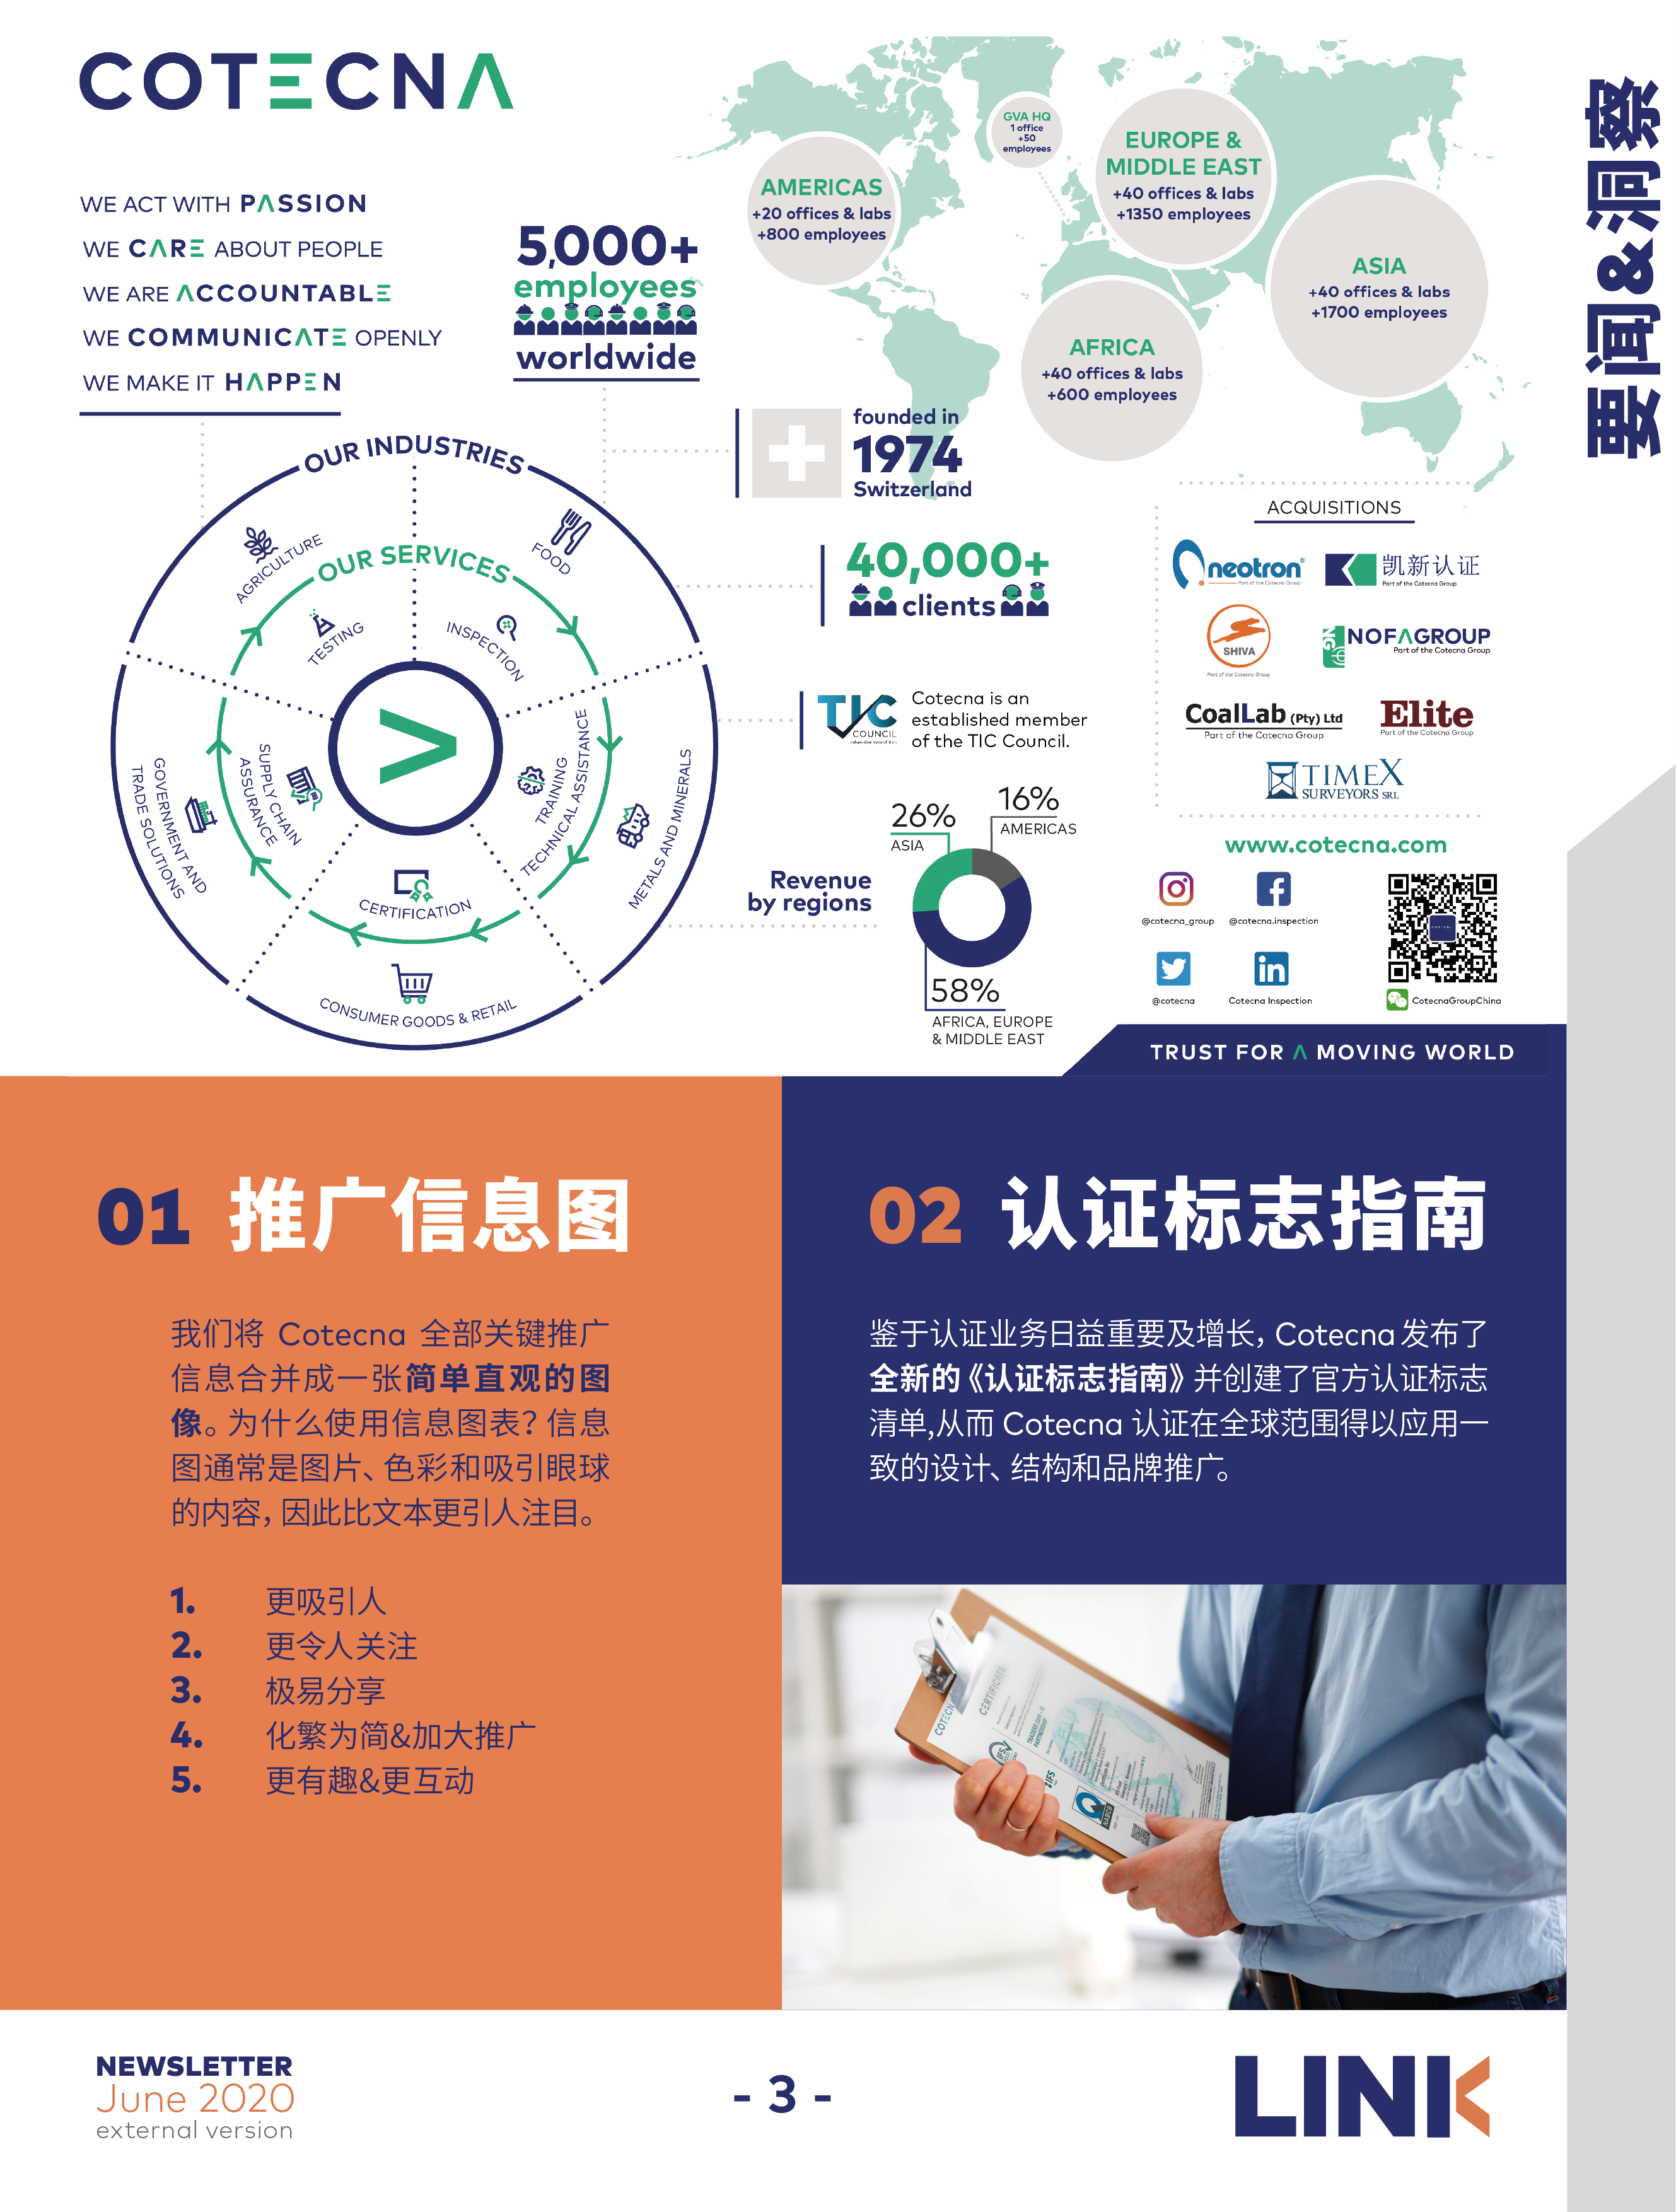 COTECNA
WE ACT WITH PASSION
WE CARE ABOUT PEOPLE
WE ARE ACCOUNTABLE
WE COMMUNICATE OPENLY
WE MAKE IT HAPPEN
5,000+
employees
worldwide
AMERICAS
+20 offices & labs
+800 employees
GVA HQ
1 office
+50
employees
EUROPE &
MIDDLE EAST
+40 offices & labs
+1350 employees
ASIA
+40 offices & labs
+1700 employees
AFRICA
+40 offices & labs
+600 employees
要闻&洞察
founded in
1974
Switzerland
40,000+
clients
TIC
COUNCIL
Cotecna is an
established member
of the TIC Council.
OUR INDUSTRIES
AGRICULTURE
FOOD
METALS AND MINERALS
CONSUMER GOODS & RETAIL
GOVERNMENT AND
TRADE SOLUTIONS
OUR SERVICES
TESTING
INSPECTION
TRAINING
TECHNICAL ASSISTANCE
CERTIFICATION
SUPPLY CHAIN
ASSURANCE
Revenue
by regions
26%
ASIA
16%
AMERICAS
58%
AFRICA, EUROPE
& MIDDLE EAST
ACQUISITIONS
neotron
Part of the Cotecna Group
凯新认证
Part of the Cotecna Group
SHIVA
Part of the Cotecna Group
NG
NOFAGROUP
Part of the Cotecna Group
CoalLab (Pty) Ltd
Part of the Cotecna Group
Elite
Part of the Cotecna Group
TIMEX
SURVEYORS SRL
www.cotecna.com
@cotecna_group
@cotecna.inspection
@cotecna
Cotecna Inspection
CotecnaGroupChina
TRUST FOR A MOVING WORLD
01 推广信息图
我们将 Cotecna 全部关键推广
信息合并成一张简单直观的图
像。为什么使用信息图表？信息
图通常是图片、色彩和吸引眼球
的内容，因此比文本更引人注目。
1. 更吸引人
2. 更令人关注
3. 极易分享
4. 化繁为简&加大推广
5. 更有趣&更互动
02 认证标志指南
鉴于认证业务日益重要及增长，Cotecna 发布了
全新的《认证标志指南》并创建了官方认证标志
清单,从而 Cotecna 认证在全球范围得以应用一
致的设计、结构和品牌推广。
COTECNA
CERTIFICATE
IFS
NEWSLETTER
June 2020
external version
- 3 -
LINK